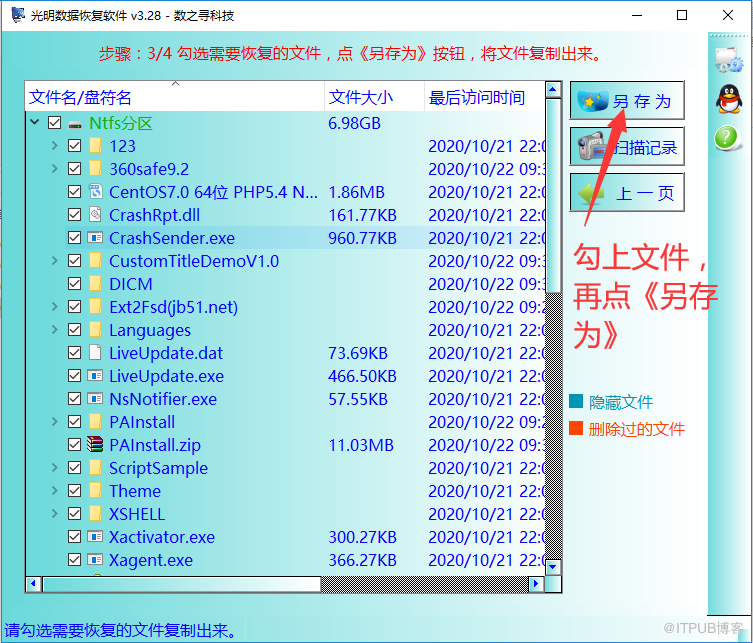 光明数据恢复软件 v3.28 - 数之寻科技
步骤：3/4 勾选需要恢复的文件，点《另存为》按钮，将文件复制出来。
文件名/盘符名 文件大小 最后访问时间
Ntfs分区 6.98GB
123 2020/10/21 22:0
360safe9.2 2020/10/22 09:3
CentOS7.0 64位 PHP5.4 N... 1.86MB 2020/10/21 22:0
CrashRpt.dll 161.77KB 2020/10/21 22:0
CrashSender.exe 960.77KB 2020/10/21 22:0
CustomTitleDemoV1.0 2020/10/22 09:3
DICM 2020/10/22 09:3
Ext2Fsd(jb51.net) 2020/10/22 09:2
Languages 2020/10/21 22:0
LiveUpdate.dat 73.69KB 2020/10/21 22:0
LiveUpdate.exe 466.50KB 2020/10/21 22:0
NsNotifier.exe 57.55KB 2020/10/21 22:0
PAInstall 2020/10/22 09:2
PAInstall.zip 11.03MB 2020/10/22 09:3
ScriptSample 2020/10/21 22:0
Theme 2020/10/21 22:0
XSHELL 2020/10/21 22:0
Xactivator.exe 300.27KB 2020/10/21 22:0
Xagent.exe 366.27KB 2020/10/21 22:0
另 存 为
扫描记录
上 一 页
勾上文件，
再点《另存
为》
隐藏文件
删除过的文件
请勾选需要恢复的文件复制出来。
@ITPUB博客